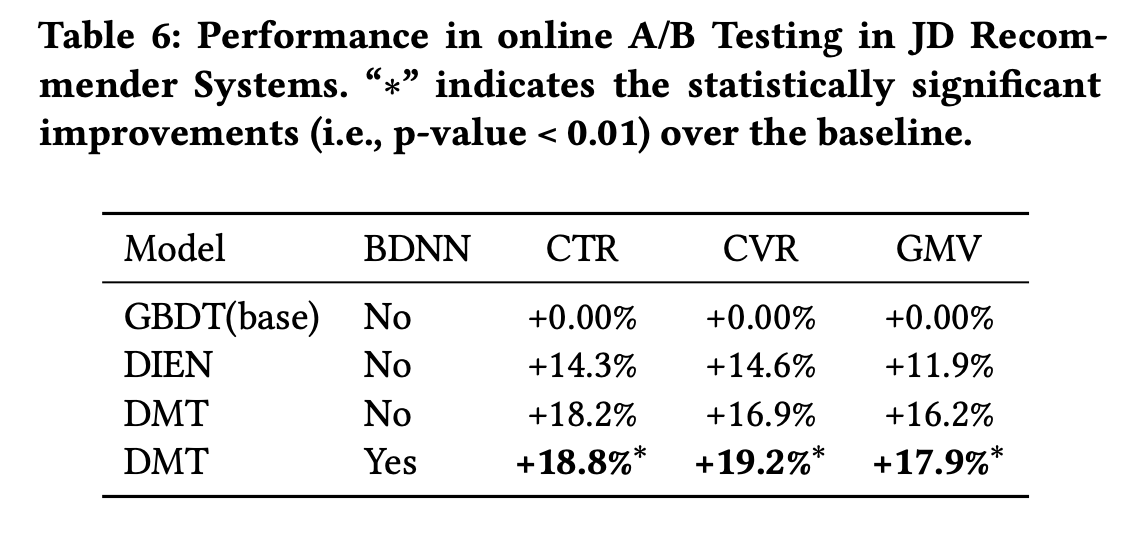 Table 6: Performance in online A/B Testing in JD Recom-
mender Systems. “*” indicates the statistically significant
improvements (i.e., p-value < 0.01) over the baseline.
Model BDNN CTR CVR GMV
GBDT(base) No +0.00% +0.00% +0.00%
DIEN No +14.3% +14.6% +11.9%
DMT No +18.2% +16.9% +16.2%
DMT Yes +18.8%* +19.2%* +17.9%*